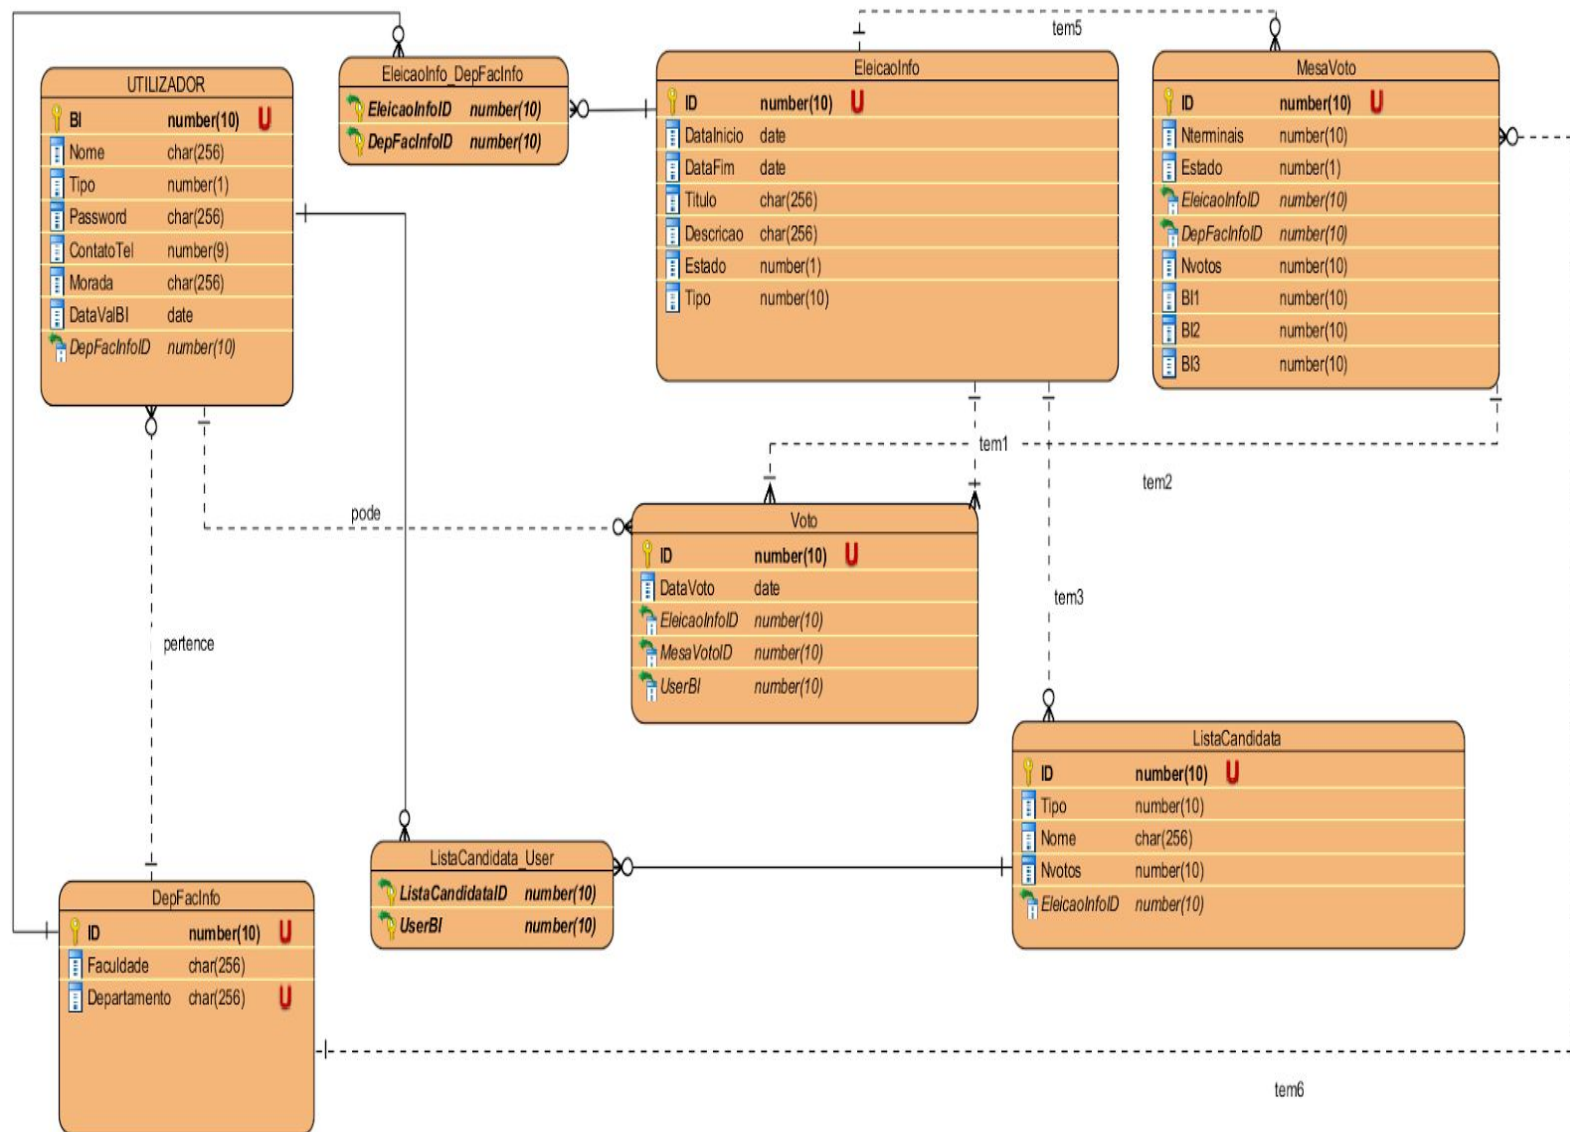 tem5
UTILIZADOR
BI number(10) U
Nome char(256)
Tipo number(1)
Password char(256)
ContatoTel number(9)
Morada char(256)
DataValBI date
DepFacInfoID number(10)
EleicaoInfo_DepFacInfo
EleicaoInfoID number(10)
DepFacInfoID number(10)
EleicaoInfo
ID number(10) U
DataInicio date
DataFim date
Titulo char(256)
Descricao char(256)
Estado number(1)
Tipo number(10)
MesaVoto
ID number(10) U
Nterminais number(10)
Estado number(1)
EleicaoInfoID number(10)
DepFacInfoID number(10)
Nvotos number(10)
BI1 number(10)
BI2 number(10)
BI3 number(10)
tem1
tem2
pode
Voto
ID number(10) U
DataVoto date
EleicaoInfoID number(10)
MesaVotoID number(10)
UserBI number(10)
tem3
pertence
ListaCandidata
ID number(10) U
Tipo number(10)
Nome char(256)
Nvotos number(10)
EleicaoInfoID number(10)
ListaCandidata_User
ListaCandidataID number(10)
UserBI number(10)
DepFacInfo
ID number(10) U
Faculdade char(256)
Departamento char(256) U
tem6